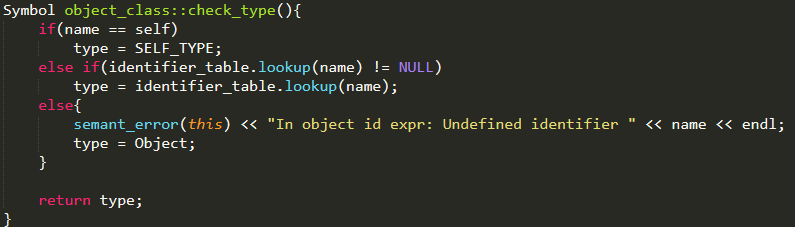 Symbol object_class::check_type(){
    if(name == self)
        type = SELF_TYPE;
    else if(identifier_table.lookup(name) != NULL)
        type = identifier_table.lookup(name);
    else{
        semant_error(this) << "In object id expr: Undefined identifier " << name << endl;
        type = Object;
    }

    return type;
}